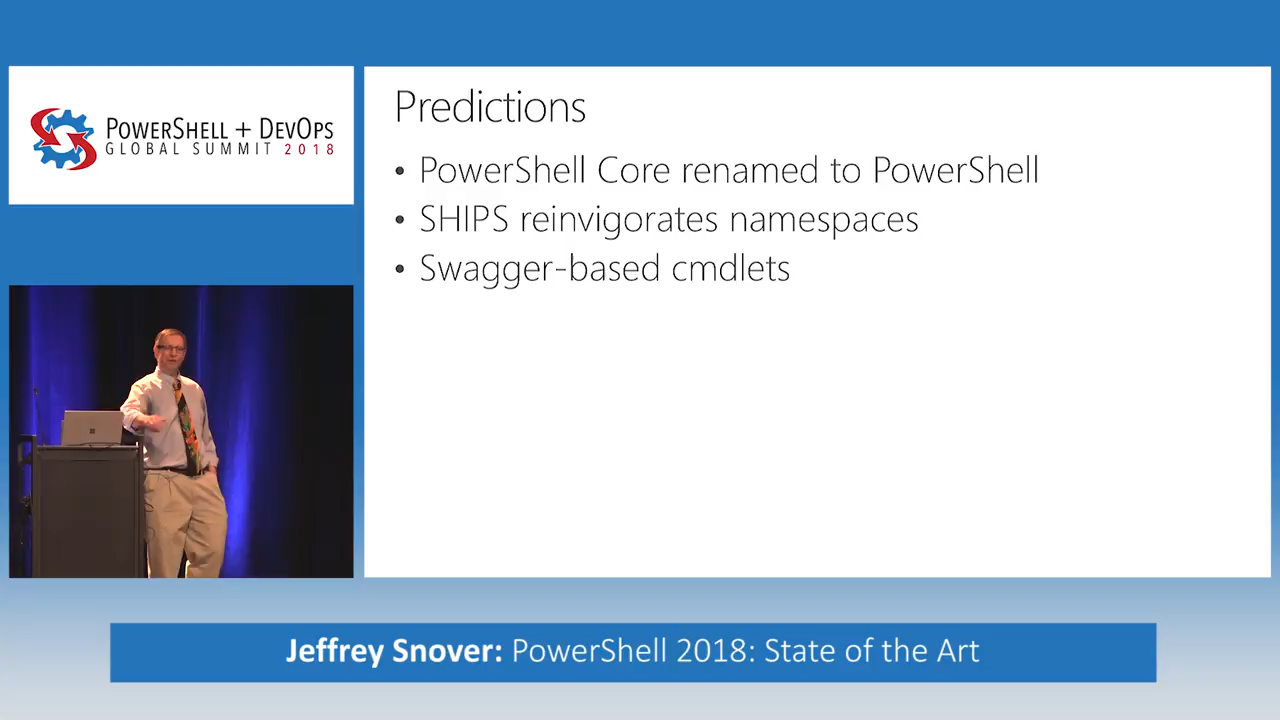 POWERSHELL + DEVOPS
GLOBAL SUMMIT 2018
Predictions
• PowerShell Core renamed to PowerShell
• SHIPS reinvigorates namespaces
• Swagger-based cmdlets
Jeffrey Snover: PowerShell 2018: State of the Art